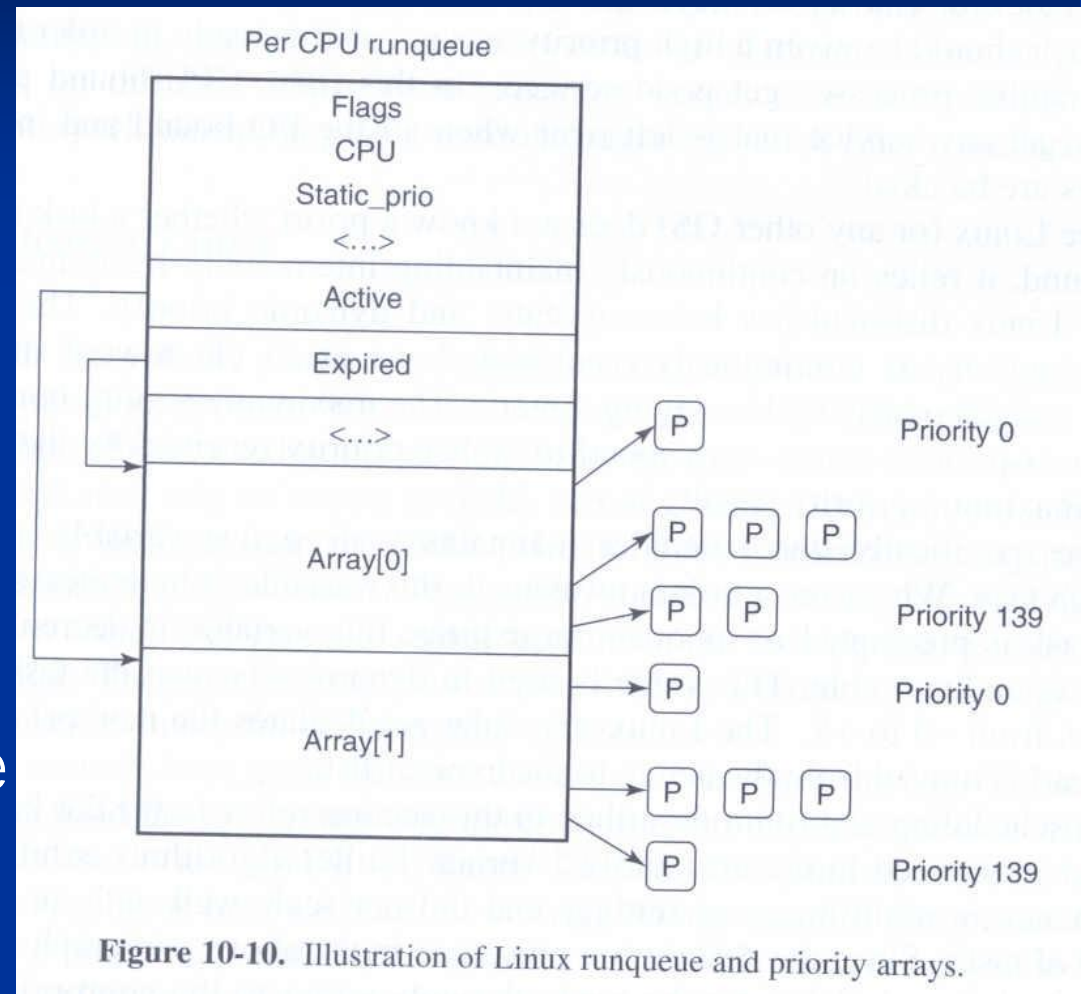 Per CPU runqueue
Flags
CPU
Static_prio
<...>
Active
Expired
<...>
P Priority 0
Array[0]
P P P
P P Priority 139
P Priority 0
Array[1]
e
P P P
P Priority 139
Figure 10-10. Illustration of Linux runqueue and priority arrays.